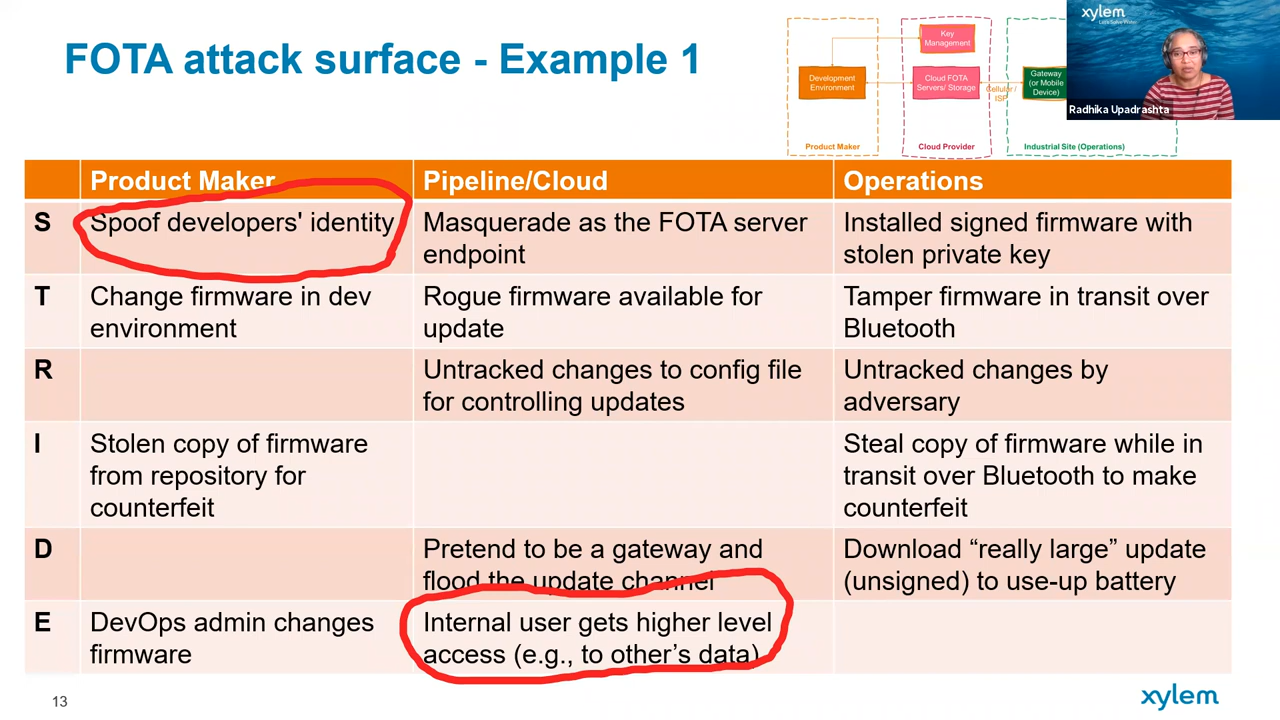 FOTA attack surface - Example 1
Key
Management
Development
Environment
Cloud FOTA
Servers/ Storage
Cellular /
ISP
Gateway
(or Mobile
Device)
Product Maker
Cloud Provider
Industrial Site (Operations)
xylem
Let's Solve Water
Radhika Upadrashta
Product Maker
Pipeline/Cloud
Operations
S
Spoof developers' identity
Masquerade as the FOTA server
endpoint
Installed signed firmware with
stolen private key
T
Change firmware in dev
environment
Rogue firmware available for
update
Tamper firmware in transit over
Bluetooth
R
Untracked changes to config file
for controlling updates
Untracked changes by
adversary
I
Stolen copy of firmware
from repository for
counterfeit
Steal copy of firmware while in
transit over Bluetooth to make
counterfeit
D
Pretend to be a gateway and
flood the update channel
Download “really large” update
(unsigned) to use-up battery
E
DevOps admin changes
firmware
Internal user gets higher level
access (e.g., to other’s data)
13
xylem